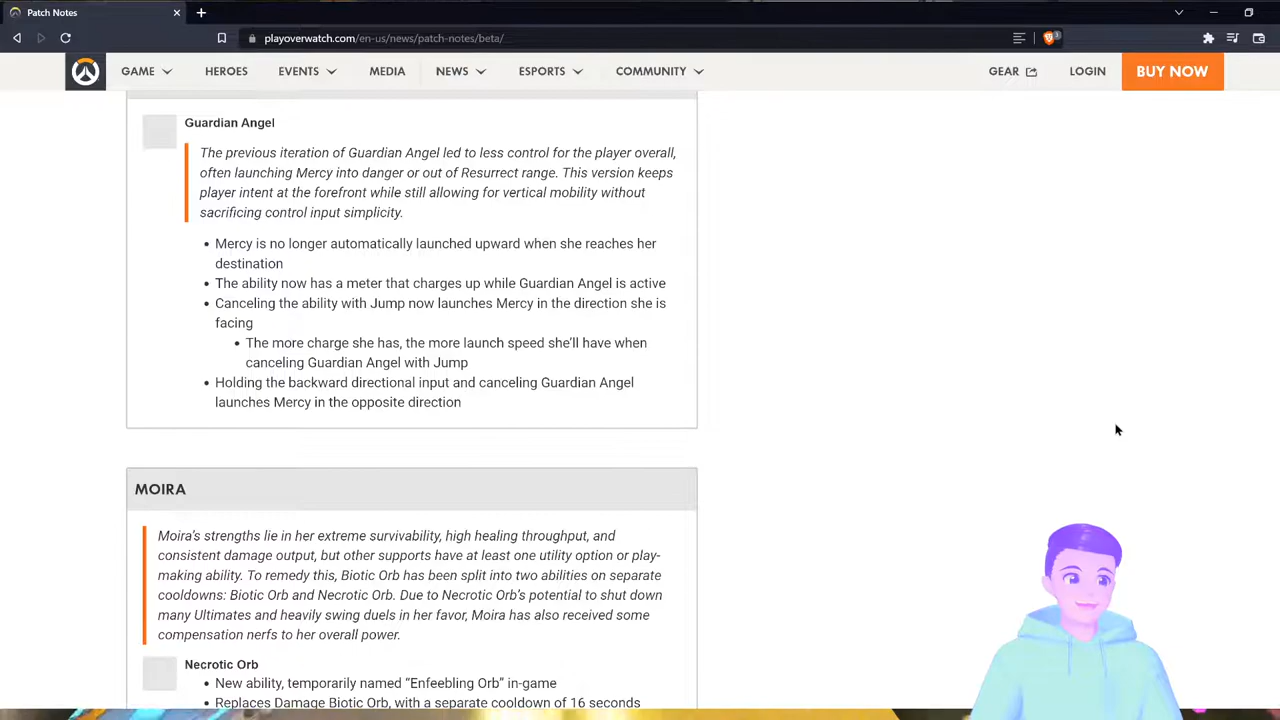 Patch Notes
playoverwatch.com/en-us/news/patch-notes/beta/
3
GAME HEROES EVENTS MEDIA NEWS ESPORTS COMMUNITY GEAR LOGIN BUY NOW
Guardian Angel
The previous iteration of Guardian Angel led to less control for the player overall,
often launching Mercy into danger or out of Resurrect range. This version keeps
player intent at the forefront while still allowing for vertical mobility without
sacrificing control input simplicity.
• Mercy is no longer automatically launched upward when she reaches her
destination
• The ability now has a meter that charges up while Guardian Angel is active
• Canceling the ability with Jump now launches Mercy in the direction she is
facing
• The more charge she has, the more launch speed she'll have when
canceling Guardian Angel with Jump
• Holding the backward directional input and canceling Guardian Angel
launches Mercy in the opposite direction
MOIRA
Moira's strengths lie in her extreme survivability, high healing throughput, and
consistent damage output, but other supports have at least one utility option or play-
making ability. To remedy this, Biotic Orb has been split into two abilities on separate
cooldowns: Biotic Orb and Necrotic Orb. Due to Necrotic Orb's potential to shut down
many Ultimates and heavily swing duels in her favor, Moira has also received some
compensation nerfs to her overall power.
Necrotic Orb
• New ability, temporarily named “Enfeebling Orb” in-game
• Replaces Damage Biotic Orb, with a separate cooldown of 16 seconds